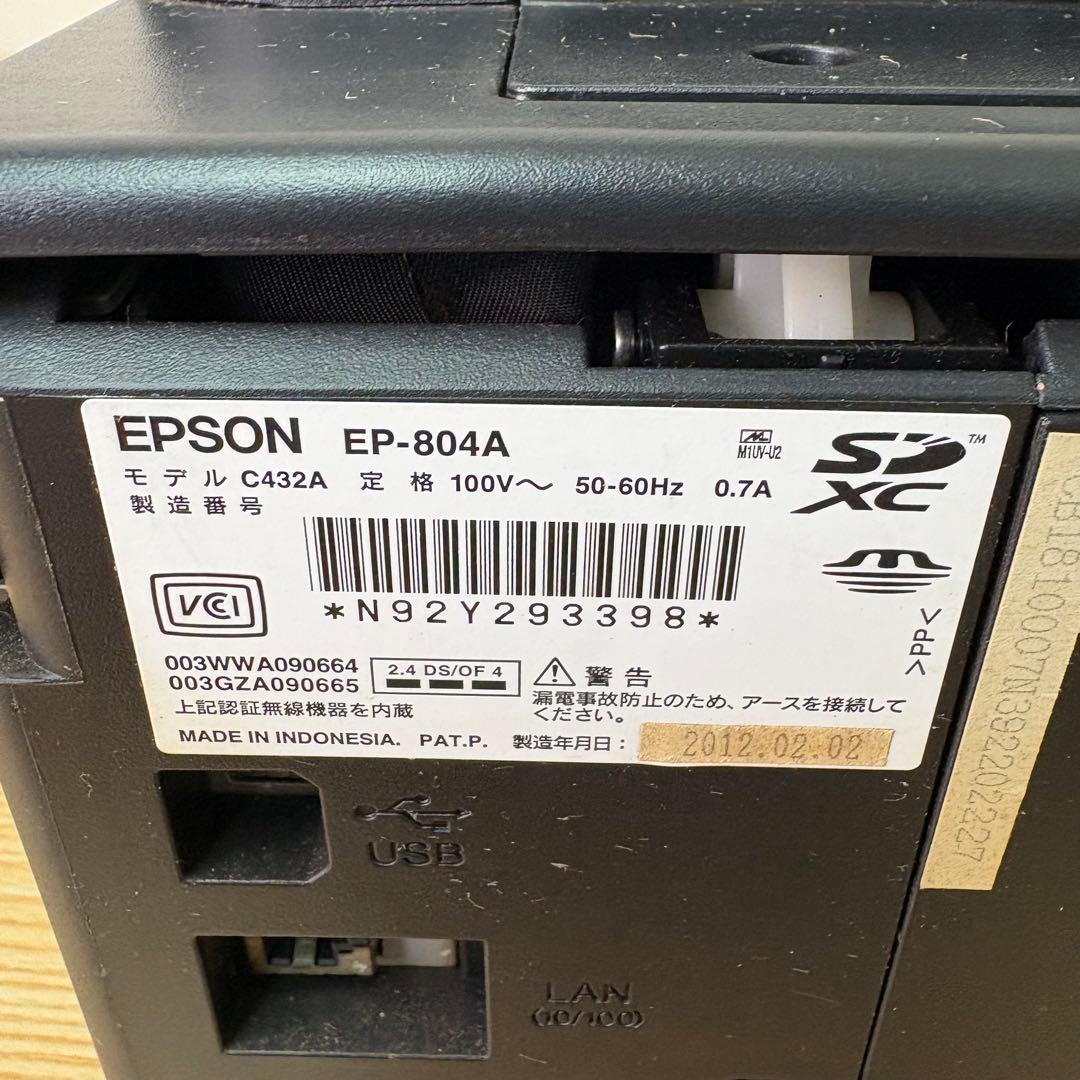 EPSON EP-804A
M1UV-U2
SD XC TM
モデル C432A 定格 100V～ 50-60Hz 0.7A
製造番号
*N92Y293398*
VCCI
>PP<
003WWA090664
003GZA090665
2.4 DS/OF 4
上記認証無線機器を内蔵
警告
漏電事故防止のため、アースを接続して
ください。
MADE IN INDONESIA. PAT.P. 製造年月日: 2012.02.02
USB
LAN
(10/100)